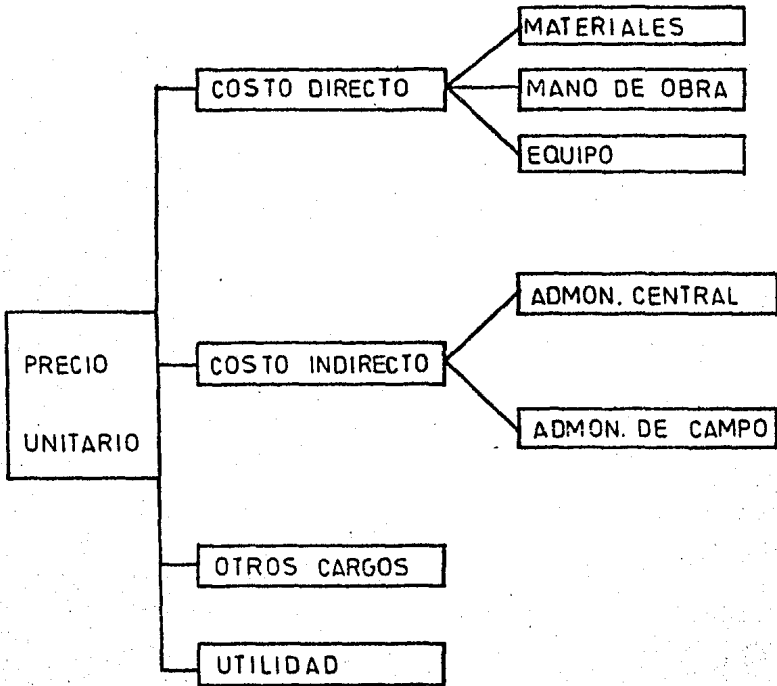 MATERIALES
COSTO DIRECTO
MANO DE OBRA
EQUIPO
ADMON. CENTRAL
PRECIO
UNITARIO
COSTO INDIRECTO
ADMON. DE CAMPO
OTROS CARGOS
UTILIDAD